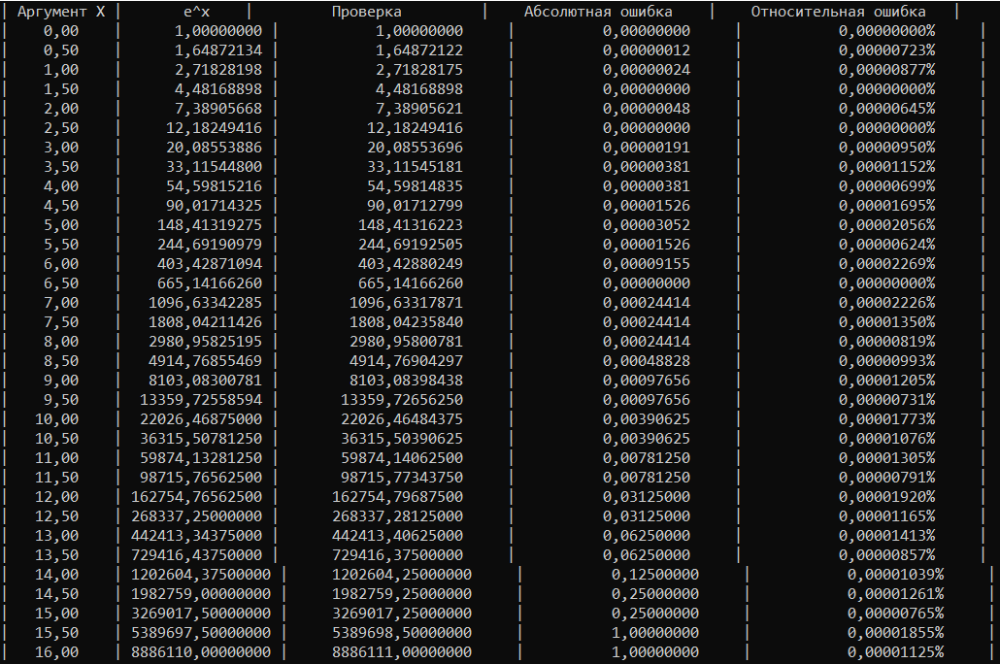 | Аргумент X | e^x | Проверка | Абсолютная ошибка | Относительная ошибка |
| 0,00 | 1,00000000 | 1,00000000 | 0,00000000 | 0,00000000% |
| 0,50 | 1,64872134 | 1,64872122 | 0,00000012 | 0,00000723% |
| 1,00 | 2,71828198 | 2,71828175 | 0,00000024 | 0,00000877% |
| 1,50 | 4,48168898 | 4,48168898 | 0,00000000 | 0,00000000% |
| 2,00 | 7,38905668 | 7,38905621 | 0,00000048 | 0,00000645% |
| 2,50 | 12,18249416 | 12,18249416 | 0,00000000 | 0,00000000% |
| 3,00 | 20,08553886 | 20,08553696 | 0,00000191 | 0,00000950% |
| 3,50 | 33,11544800 | 33,11545181 | 0,00000381 | 0,00001152% |
| 4,00 | 54,59815216 | 54,59814835 | 0,00000381 | 0,00000699% |
| 4,50 | 90,01714325 | 90,01712799 | 0,00001526 | 0,00001695% |
| 5,00 | 148,41319275 | 148,41316223 | 0,00003052 | 0,00002056% |
| 5,50 | 244,69190979 | 244,69192505 | 0,00001526 | 0,00000624% |
| 6,00 | 403,42871094 | 403,42880249 | 0,00009155 | 0,00002269% |
| 6,50 | 665,14166260 | 665,14166260 | 0,00000000 | 0,00000000% |
| 7,00 | 1096,63342285 | 1096,63317871 | 0,00024414 | 0,00002226% |
| 7,50 | 1808,04211426 | 1808,04235840 | 0,00024414 | 0,00001350% |
| 8,00 | 2980,95825195 | 2980,95800781 | 0,00024414 | 0,00000819% |
| 8,50 | 4914,76855469 | 4914,76904297 | 0,00048828 | 0,00000993% |
| 9,00 | 8103,08300781 | 8103,08398438 | 0,00097656 | 0,00001205% |
| 9,50 | 13359,72558594 | 13359,72656250 | 0,00097656 | 0,00000731% |
| 10,00 | 22026,46875000 | 22026,46484375 | 0,00390625 | 0,00001773% |
| 10,50 | 36315,50781250 | 36315,50390625 | 0,00390625 | 0,00001076% |
| 11,00 | 59874,13281250 | 59874,14062500 | 0,00781250 | 0,00001305% |
| 11,50 | 98715,76562500 | 98715,77343750 | 0,00781250 | 0,00000791% |
| 12,00 | 162754,76562500 | 162754,79687500 | 0,03125000 | 0,00001920% |
| 12,50 | 268337,25000000 | 268337,28125000 | 0,03125000 | 0,00001165% |
| 13,00 | 442413,34375000 | 442413,40625000 | 0,06250000 | 0,00001413% |
| 13,50 | 729416,43750000 | 729416,37500000 | 0,06250000 | 0,00000857% |
| 14,00 | 1202604,37500000 | 1202604,25000000 | 0,12500000 | 0,00001039% |
| 14,50 | 1982759,00000000 | 1982759,25000000 | 0,25000000 | 0,00001261% |
| 15,00 | 3269017,50000000 | 3269017,25000000 | 0,25000000 | 0,00000765% |
| 15,50 | 5389697,50000000 | 5389698,50000000 | 1,00000000 | 0,00001855% |
| 16,00 | 8886110,00000000 | 8886111,00000000 | 1,00000000 | 0,00001125% |